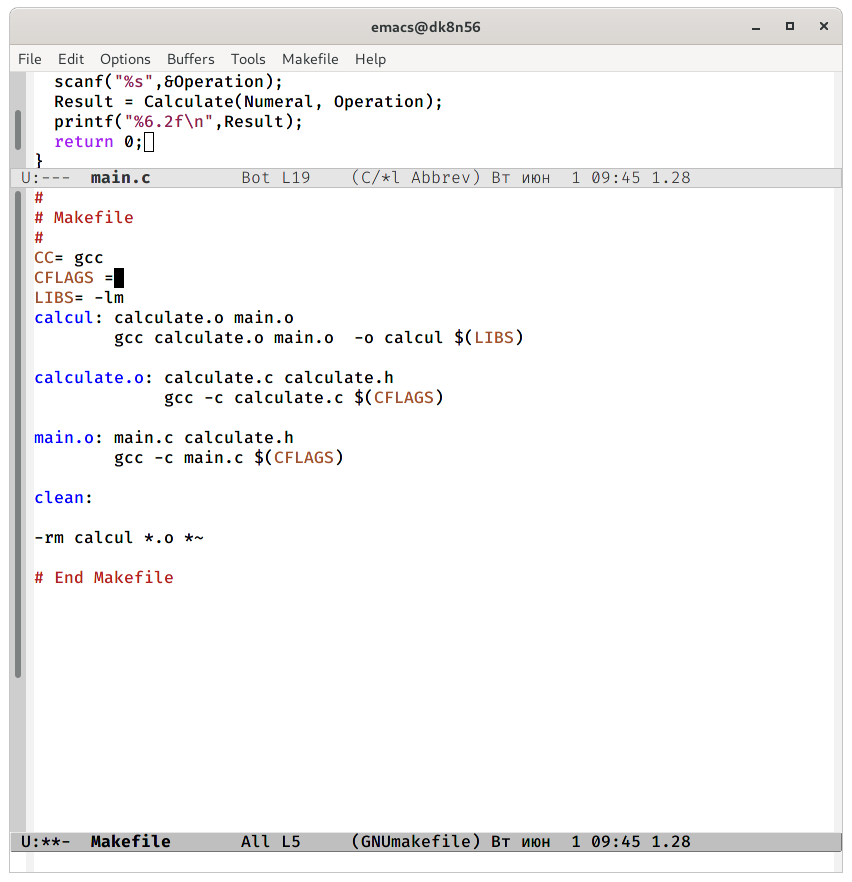 emacs@dk8n56
File Edit Options Buffers Tools Makefile Help
  scanf("%s",&Operation);
  Result = Calculate(Numeral, Operation);
  printf("%6.2f\n",Result);
  return 0;
}
U:---  main.c         Bot L19    (C/*l Abbrev) Вт июн  1 09:45 1.28
#
# Makefile
#
CC= gcc
CFLAGS =
LIBS= -lm
calcul: calculate.o main.o
        gcc calculate.o main.o  -o calcul $(LIBS)
calculate.o: calculate.c calculate.h
             gcc -c calculate.c $(CFLAGS)
main.o: main.c calculate.h
        gcc -c main.c $(CFLAGS)
clean:
-rm calcul *.o *~
# End Makefile
U:**-  Makefile       All L5     (GNUmakefile) Вт июн  1 09:45 1.28